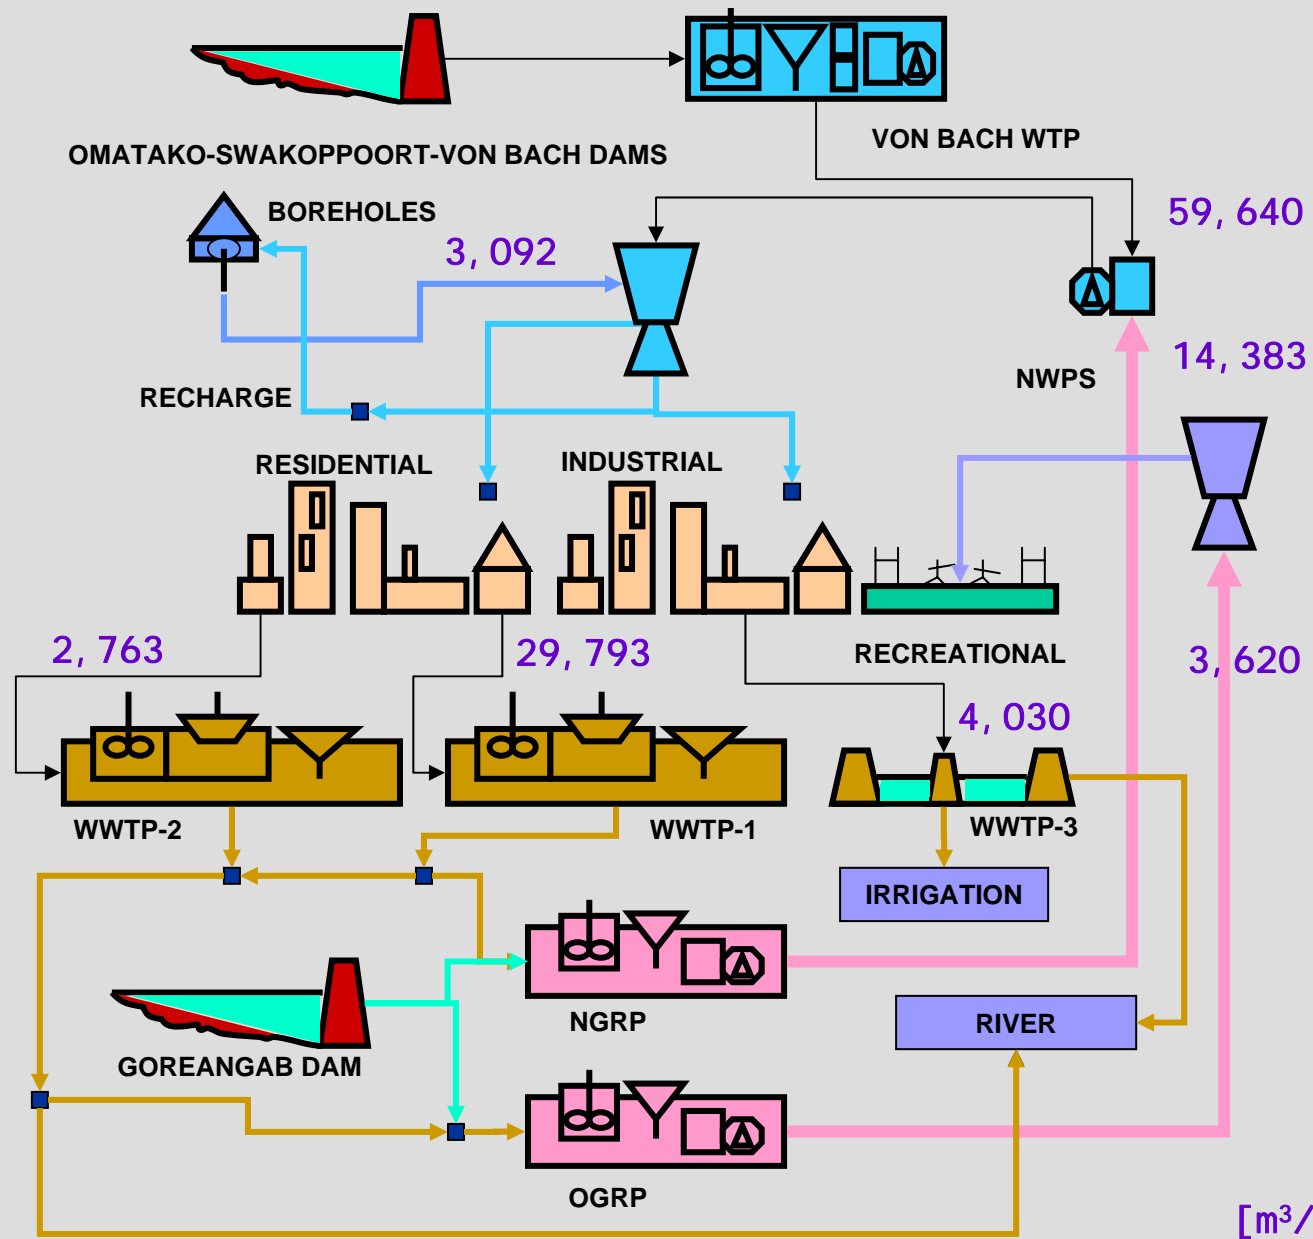 OMATAKO-SWAKOPPOORT-VON BACH DAMS
VON BACH WTP
BOREHOLES
3, 092
59, 640
14, 383
NWPS
RECHARGE
RESIDENTIAL
INDUSTRIAL
2, 763
29, 793
RECREATIONAL
3, 620
4, 030
WWTP-2
WWTP-1
WWTP-3
IRRIGATION
NGRP
RIVER
GOREANGAB DAM
OGRP
[m³/